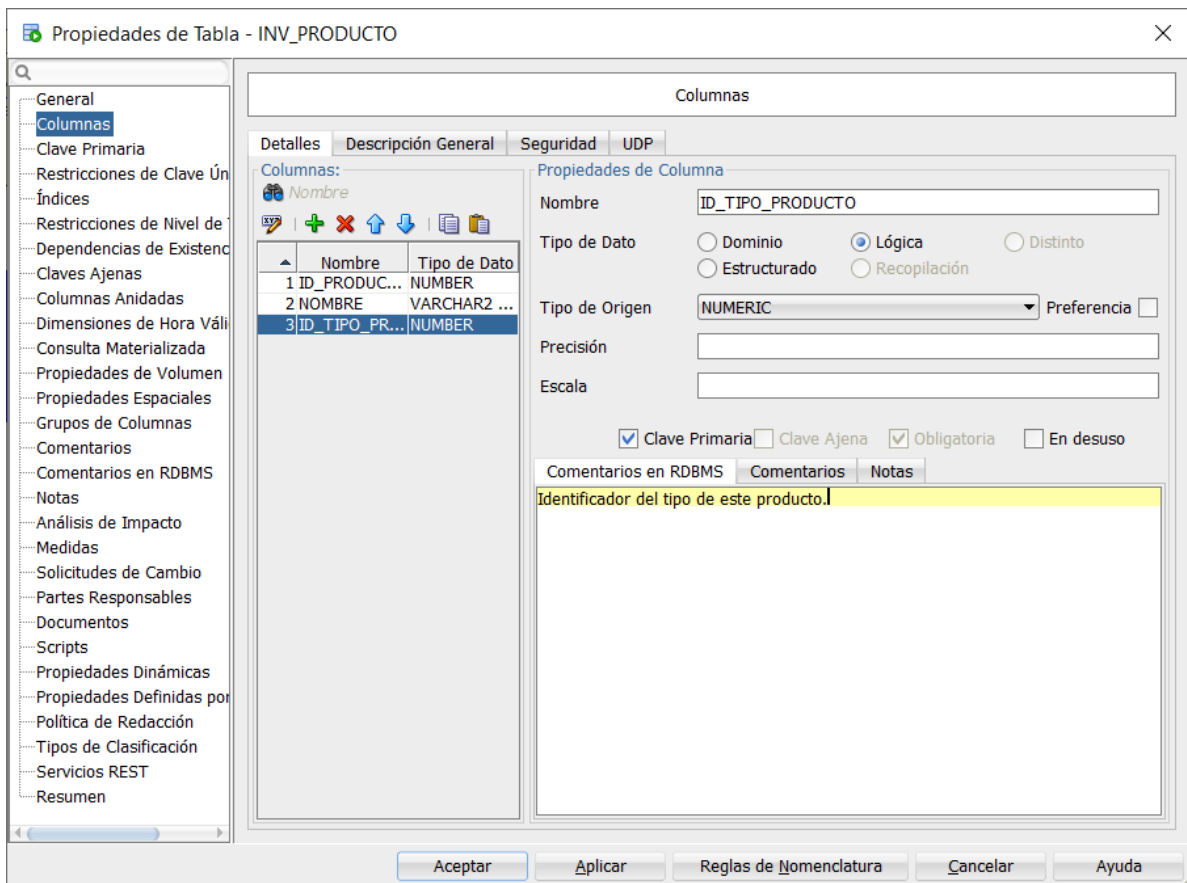 Propiedades de Tabla - INV_PRODUCTO
General
Columnas
Clave Primaria
Restricciones de Clave Ún
Índices
Restricciones de Nivel de
Dependencias de Existenc
Claves Ajenas
Columnas Anidadas
Dimensiones de Hora Váli
Consulta Materializada
Propiedades de Volumen
Propiedades Espaciales
Grupos de Columnas
Comentarios
Comentarios en RDBMS
Notas
Análisis de Impacto
Medidas
Solicitudes de Cambio
Partes Responsables
Documentos
Scripts
Propiedades Dinámicas
Propiedades Definidas por
Política de Redacción
Tipos de Clasificación
Servicios REST
Resumen
Columnas
Detalles Descripción General Seguridad UDP
Columnas:
Nombre
Nombre Tipo de Dato
1 ID_PRODUC... NUMBER
2 NOMBRE VARCHAR2 ...
3 ID_TIPO_PR... NUMBER
Propiedades de Columna
Nombre ID_TIPO_PRODUCTO
Tipo de Dato Dominio Lógica Distinto
Estructurado Recopilación
Tipo de Origen NUMERIC Preferencia
Precisión
Escala
Clave Primaria Clave Ajena Obligatoria En desuso
Comentarios en RDBMS Comentarios Notas
Identificador del tipo de este producto.
Aceptar Aplicar Reglas de Nomenclatura Cancelar Ayuda